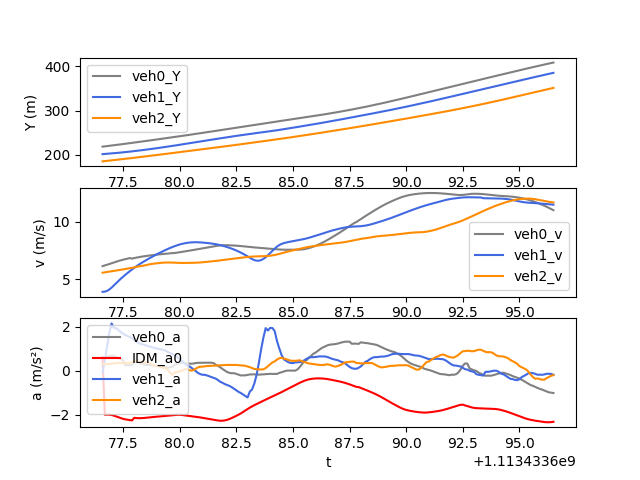 400
300
200
Y (m)
veh0_Y
veh1_Y
veh2_Y
77.5 80.0 82.5 85.0 87.5 90.0 92.5 95.0
10
5
v (m/s)
veh0_v
veh1_v
veh2_v
77.5 80.0 82.5 85.0 87.5 90.0 92.5 95.0
2
0
−2
a (m/s²)
veh0_a
IDM_a0
veh1_a
veh2_a
77.5 80.0 82.5 85.0 87.5 90.0 92.5 95.0
t
+1.1134336e9